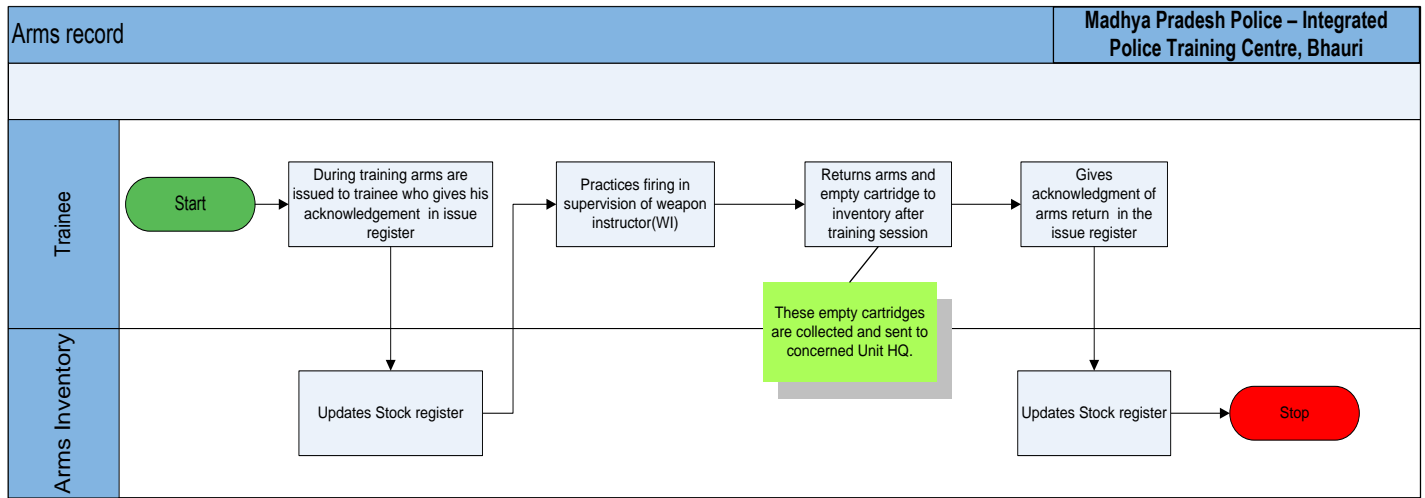 Arms record
Madhya Pradesh Police – Integrated
Police Training Centre, Bhauri
Trainee
Start
During training arms are
issued to trainee who gives his
acknowledgement in issue
register
Practices firing in
supervision of weapon
instructor(WI)
Returns arms and
empty cartridge to
inventory after
training session
Gives
acknowledgment of
arms return in the
issue register
These empty cartridges
are collected and sent to
concerned Unit HQ.
Arms Inventory
Updates Stock register
Updates Stock register
Stop